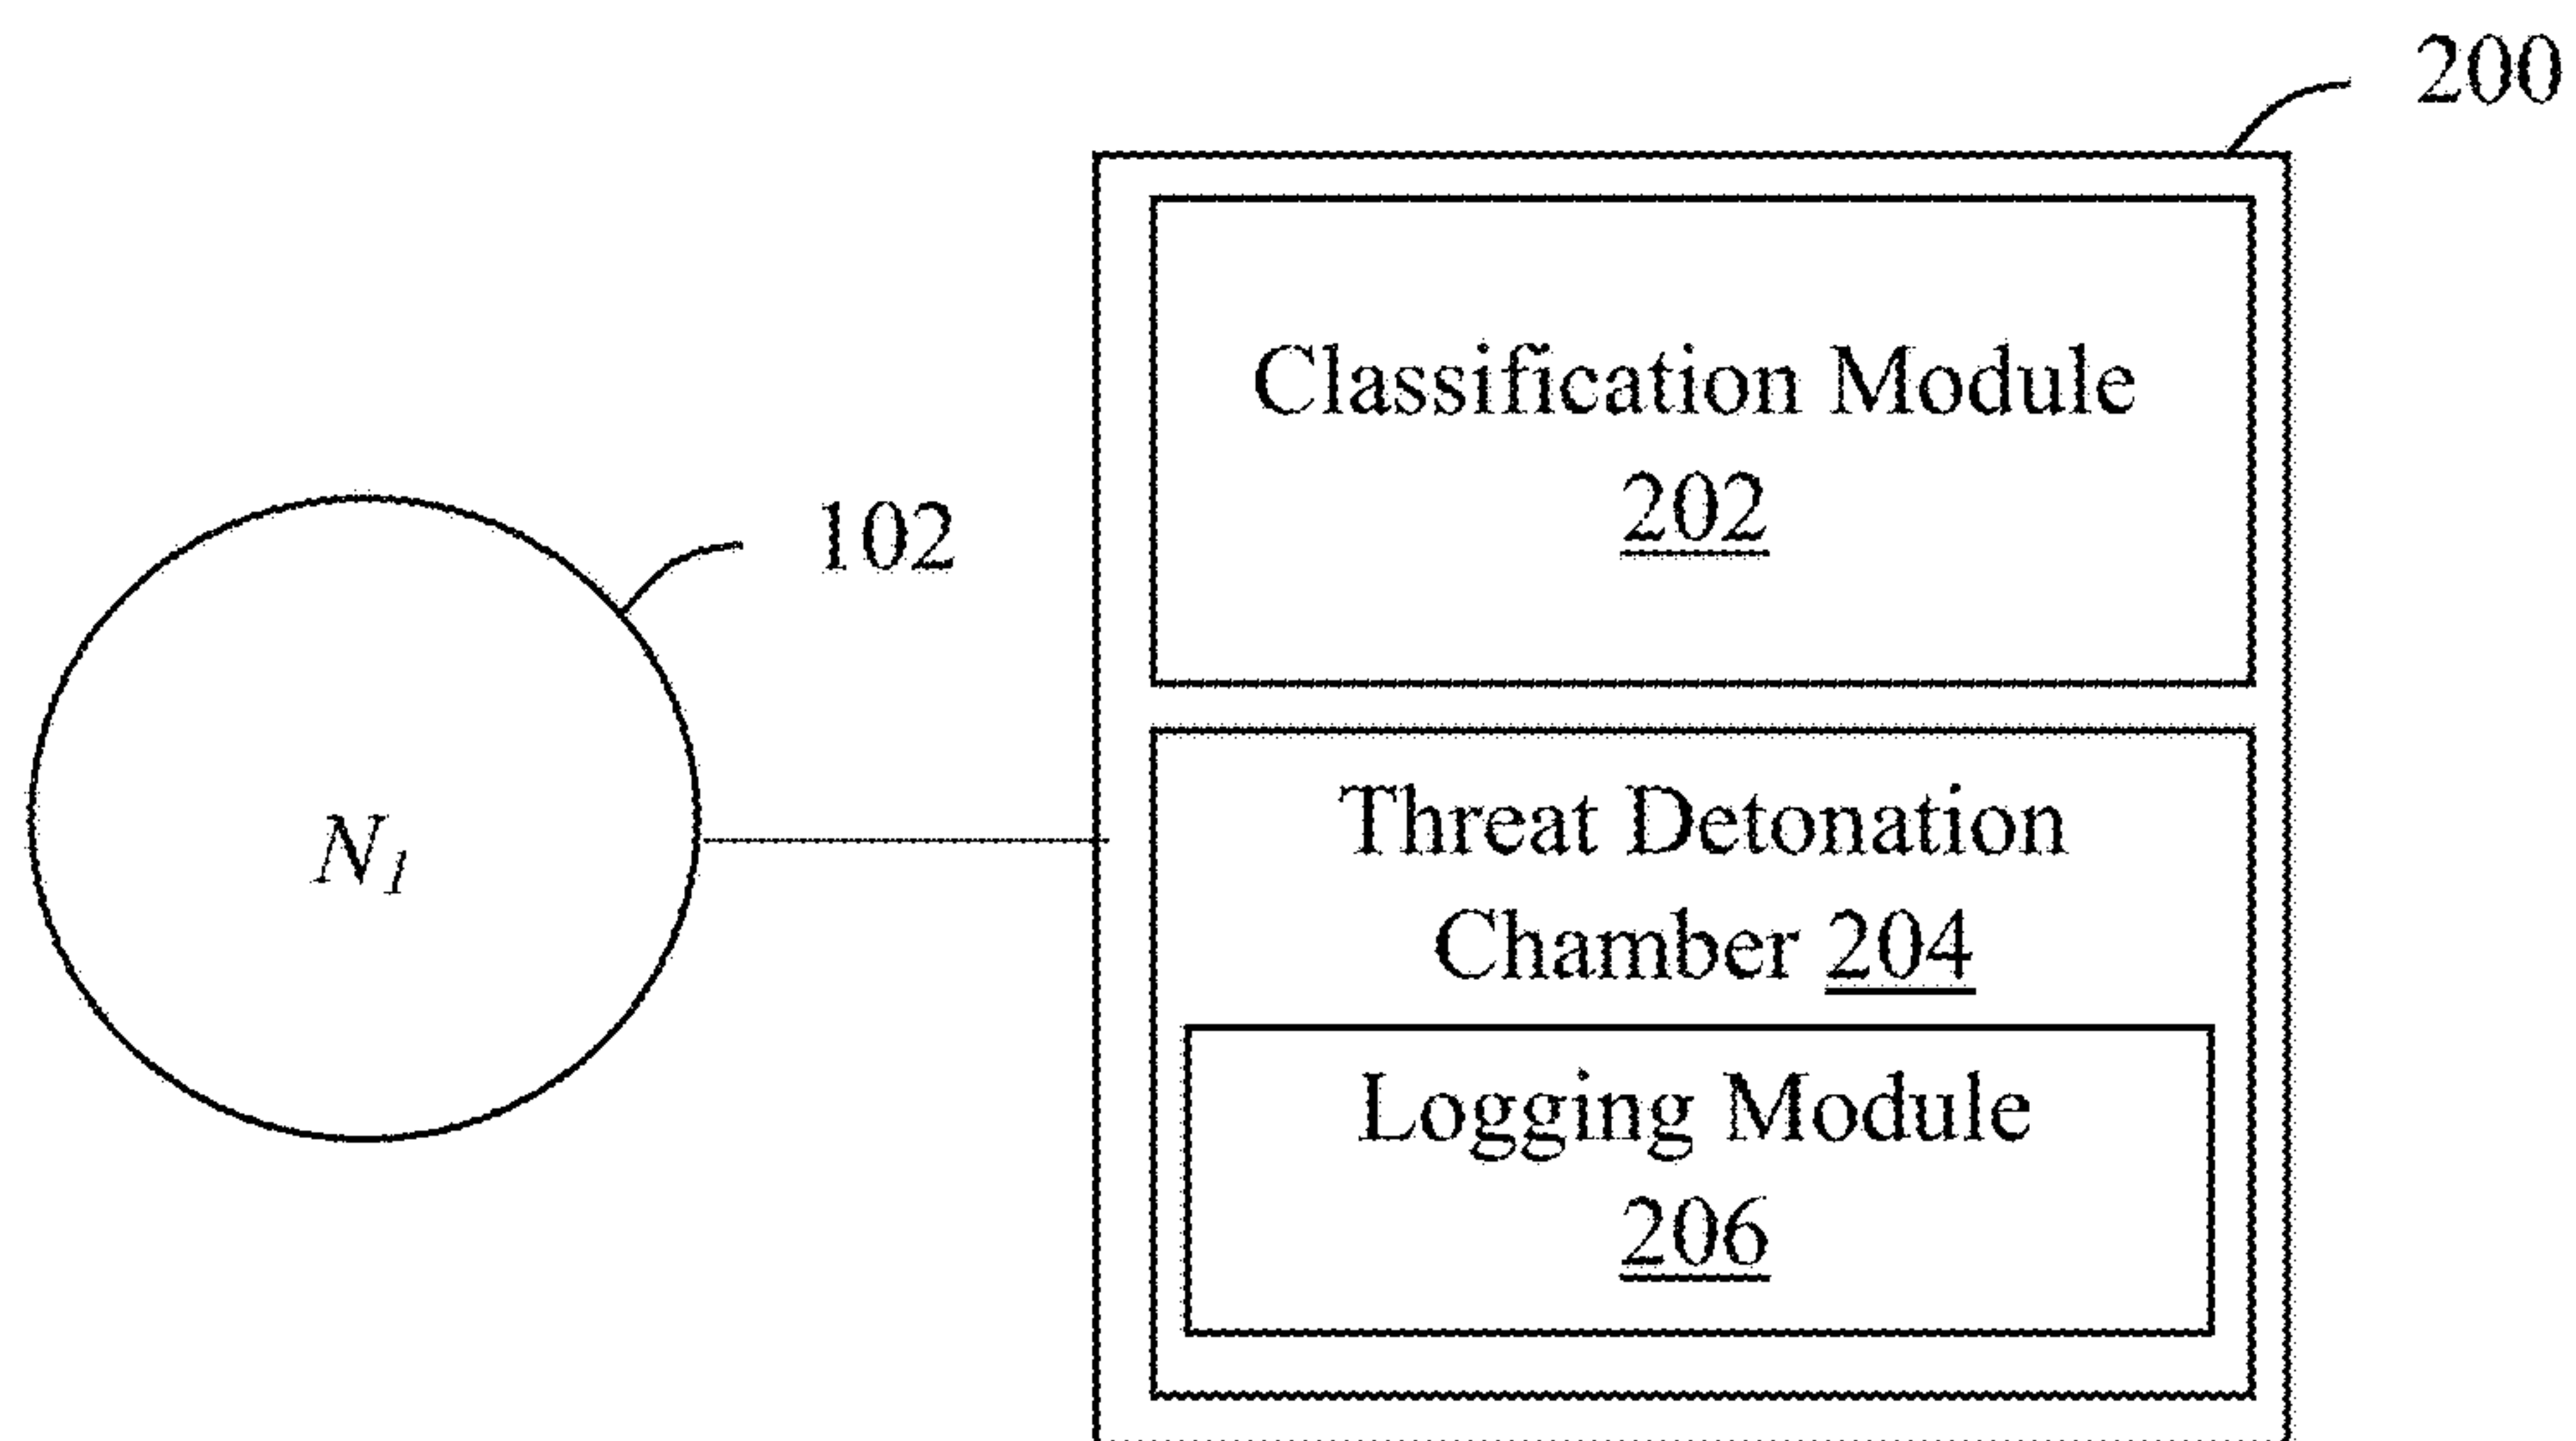 200
Classification Module
202
102
N1
Threat Detonation
Chamber 204
Logging Module
206